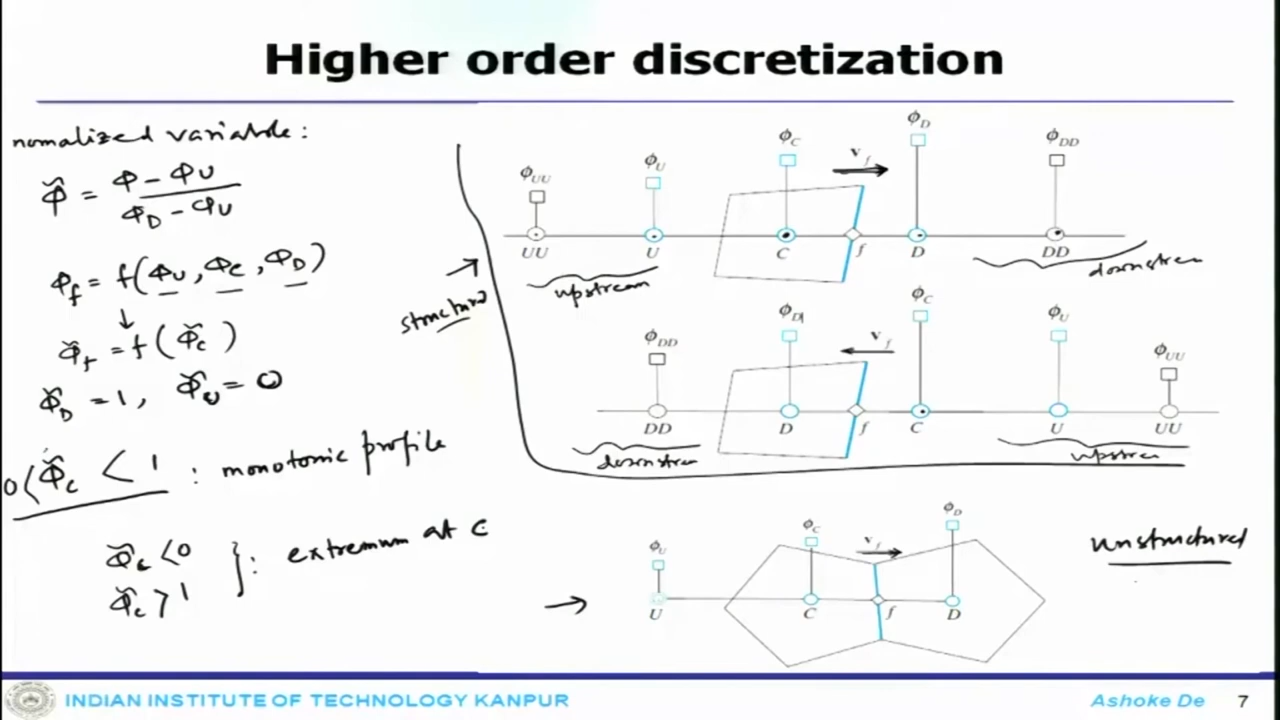 Higher order discretization
nomalized variable:
φ̌ = φ - φU / φD - φU
φf = f(φU, φC, φD)
↓
φ̌f = f(φ̌C)
φ̌D = 1, φ̌U = 0
0 < φ̌C < 1 : monotomic profile
φ̌C < 0
φ̌C > 1 } : extremum at C
→ structured
ϕUU ϕU ϕC vf ϕD ϕDD
UU U C f D DD
upstream downstream
ϕDD ϕD vf ϕC ϕU ϕUU
DD D f C U UU
downstream upstream
→
ϕU ϕC vf ϕD
U C f D
unstructured
INDIAN INSTITUTE OF TECHNOLOGY KANPUR
Ashoke De 7